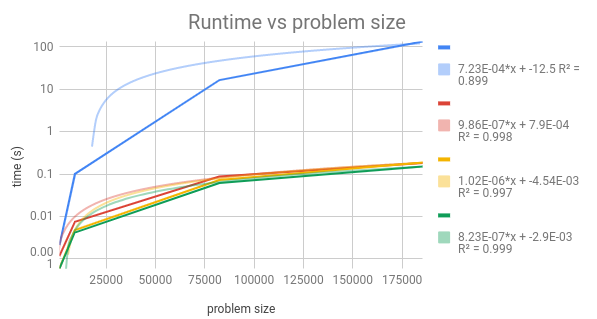 Runtime vs problem size
time (s)
100
10
1
0.1
0.01
0.00
1
25000 50000 75000 100000 125000 150000 175000
problem size
7.23E-04*x + -12.5 R² =
0.899
9.86E-07*x + 7.9E-04
R² = 0.998
1.02E-06*x + -4.54E-03
R² = 0.997
8.23E-07*x + -2.9E-03
R² = 0.999